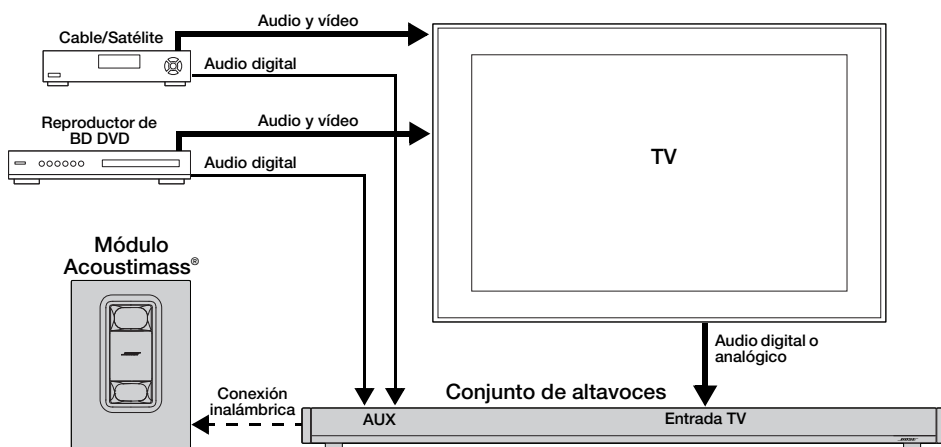 Audio y vídeo
Cable/Satélite
Audio digital
Reproductor de
BD DVD
Audio y vídeo
Audio digital
TV
Módulo
Acoustimass®
Audio digital o
analógico
Conexión
inalámbrica
Conjunto de altavoces
AUX
Entrada TV